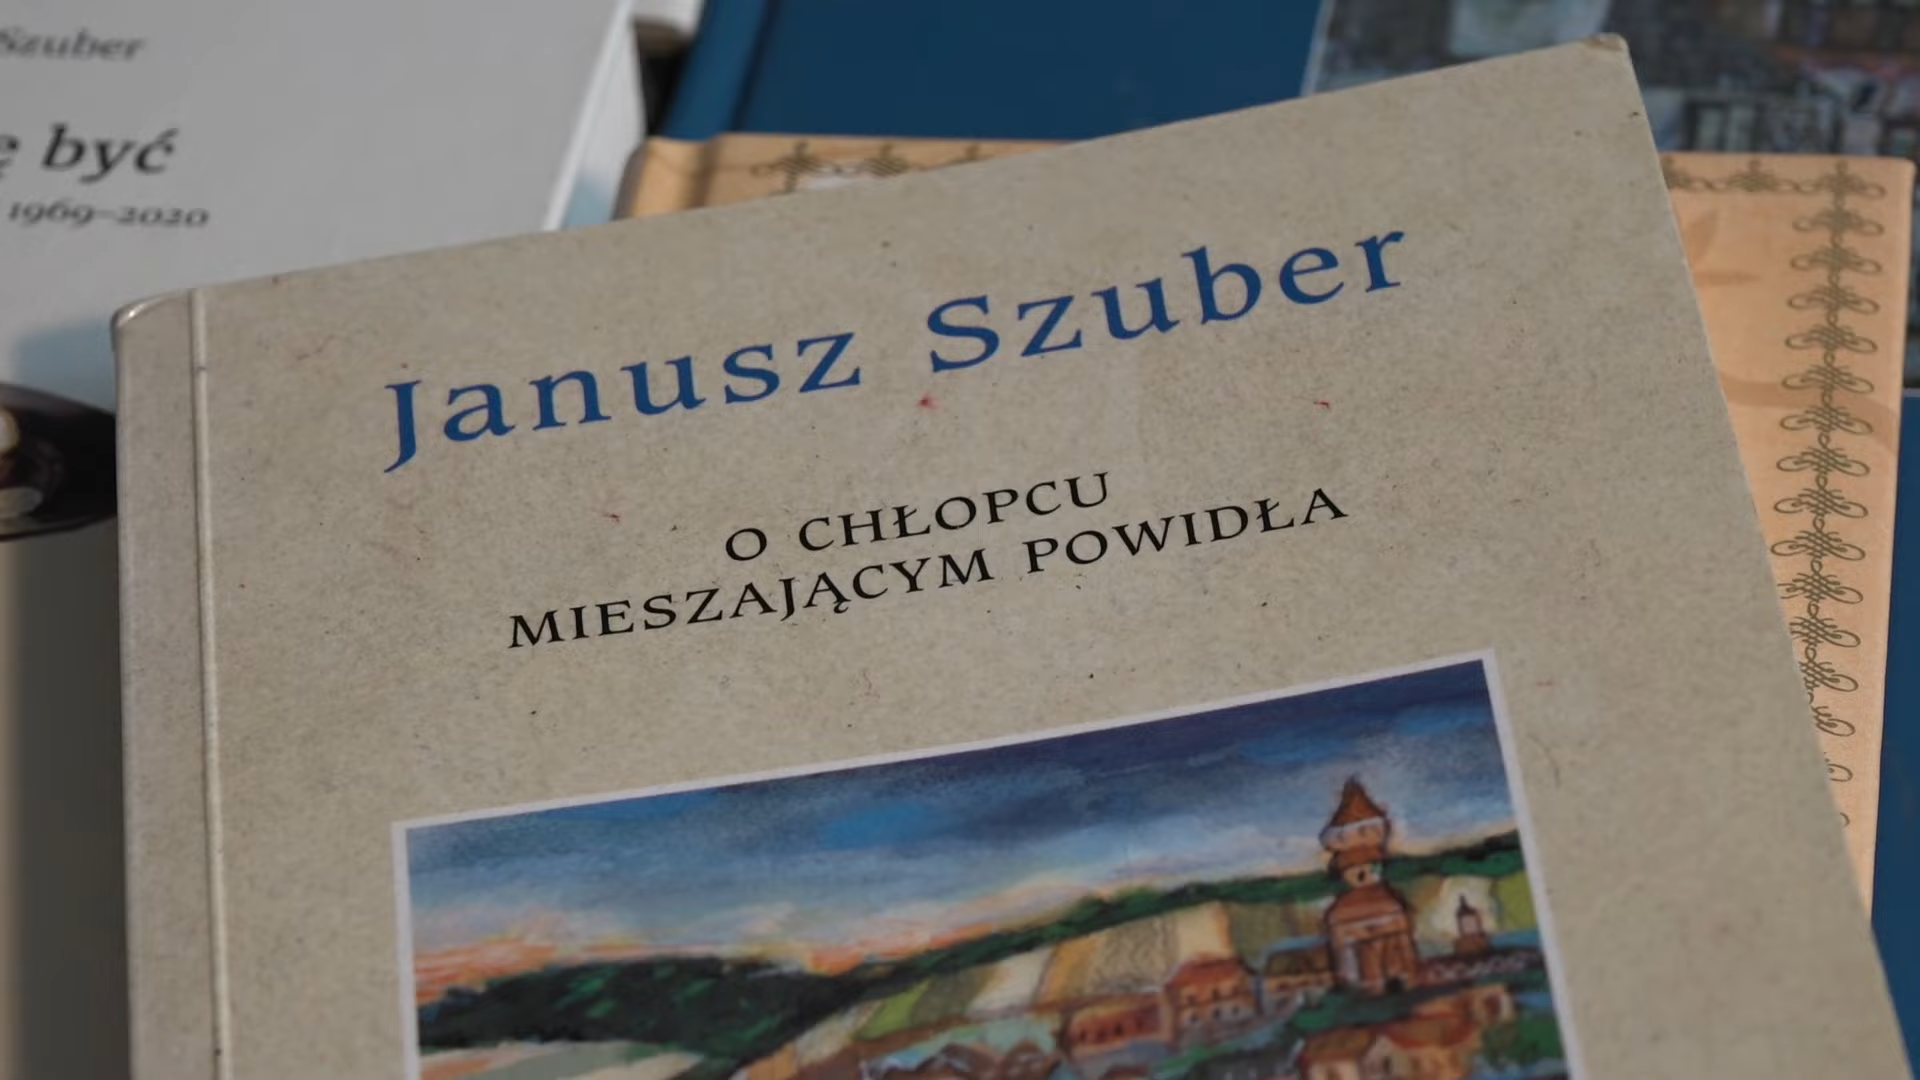 Szuber
być
1969–2020
Janusz Szuber
O CHŁOPCU
MIESZAJĄCYM POWIDŁA